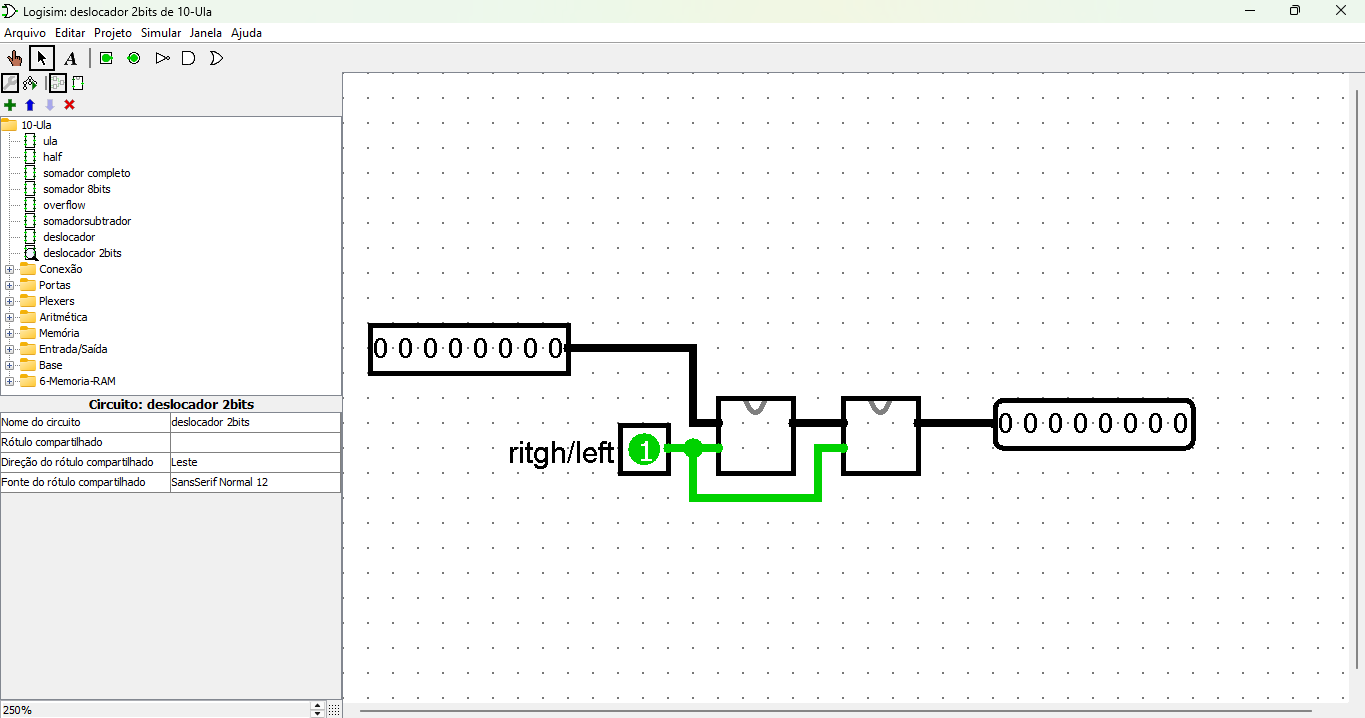 Logisim: deslocador 2bits de 10-Ula
Arquivo Editar Projeto Simular Janela Ajuda
A
10-Ula
ula
half
somador completo
somador 8bits
overflow
somadorsubtrador
deslocador
deslocador 2bits
Conexão
Portas
Plexers
Aritmética
Memória
Entrada/Saída
Base
6-Memoria-RAM
Circuito: deslocador 2bits
Nome do circuito deslocador 2bits
Rótulo compartilhado
Direção do rótulo compartilhado Leste
Fonte do rótulo compartilhado SansSerif Normal 12
250%
0 0 0 0 0 0 0 0
ritgh/left 1
0 0 0 0 0 0 0 0